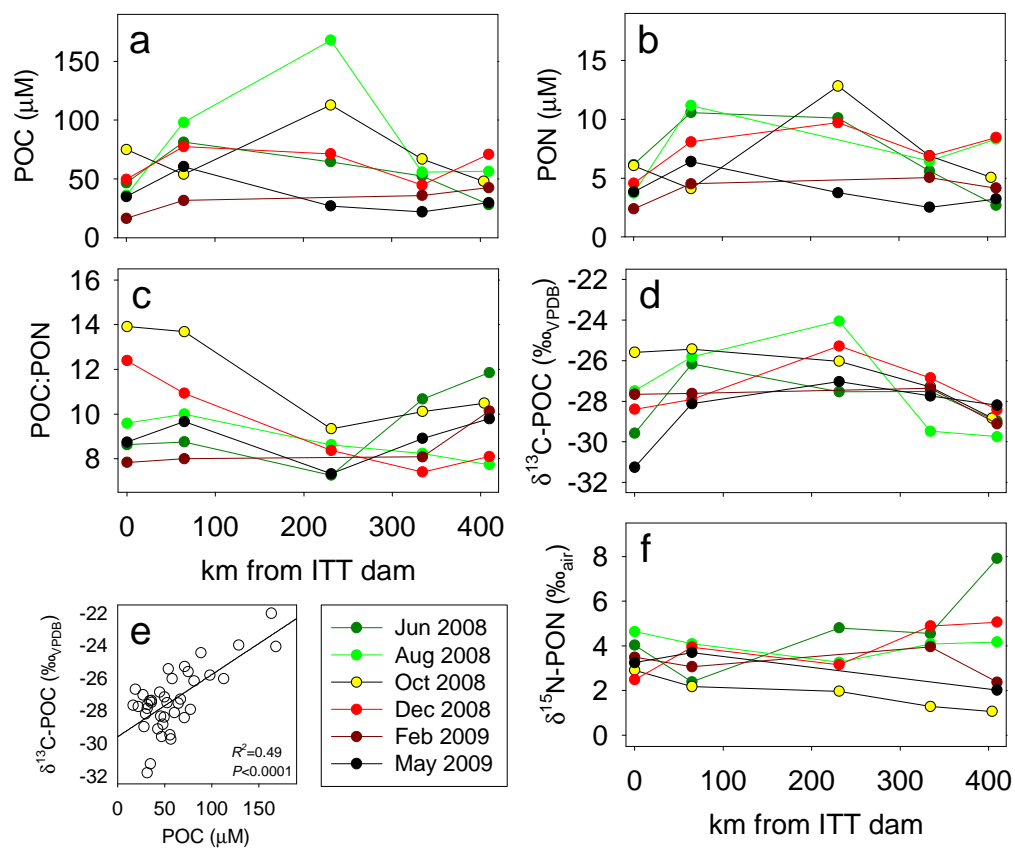 a
POC (μM)
150
100
50
0
b
PON (μM)
15
10
5
0
c
POC:PON
16
14
12
10
8
0 100 200 300 400
km from ITT dam
d
δ¹³C-POC (‰VPDB)
-22
-24
-26
-28
-30
-32
e
δ¹³C-POC (‰VPDB)
-22
-24
-26
-28
-30
-32
R²=0.49
P<0.0001
0 50 100 150
POC (μM)
Jun 2008
Aug 2008
Oct 2008
Dec 2008
Feb 2009
May 2009
f
δ¹⁵N-PON (‰air)
8
6
4
2
0
0 100 200 300 400
km from ITT dam